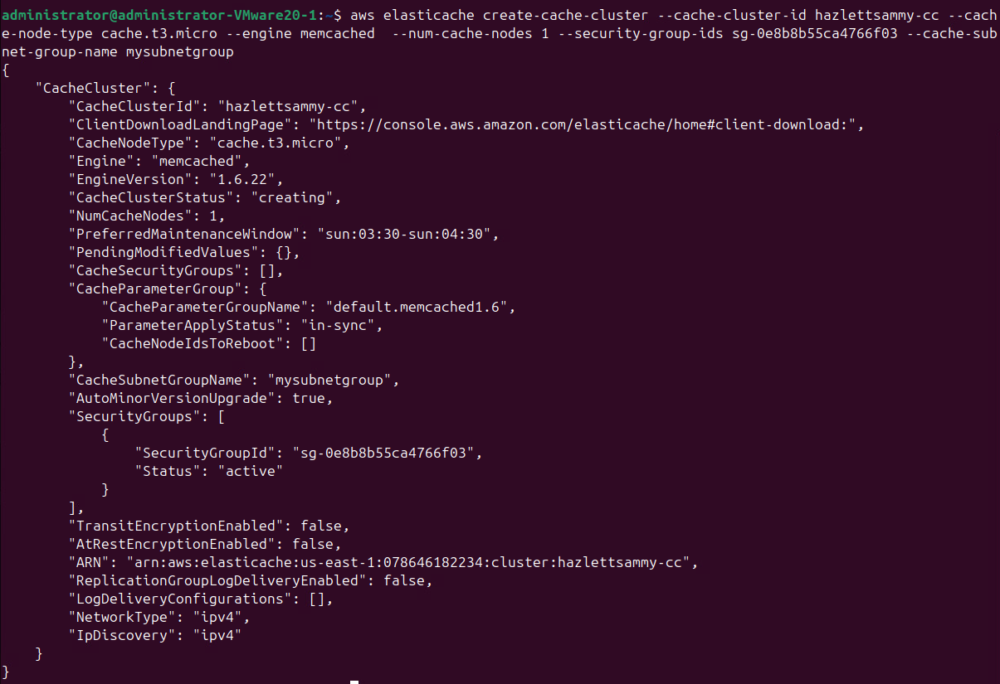 administrator@administrator-VMware20-1:~$ aws elasticache create-cache-cluster --cache-cluster-id hazlettsammy-cc --cach
e-node-type cache.t3.micro --engine memcached  --num-cache-nodes 1 --security-group-ids sg-0e8b8b55ca4766f03 --cache-sub
net-group-name mysubnetgroup
{
    "CacheCluster": {
        "CacheClusterId": "hazlettsammy-cc",
        "ClientDownloadLandingPage": "https://console.aws.amazon.com/elasticache/home#client-download:",
        "CacheNodeType": "cache.t3.micro",
        "Engine": "memcached",
        "EngineVersion": "1.6.22",
        "CacheClusterStatus": "creating",
        "NumCacheNodes": 1,
        "PreferredMaintenanceWindow": "sun:03:30-sun:04:30",
        "PendingModifiedValues": {},
        "CacheSecurityGroups": [],
        "CacheParameterGroup": {
            "CacheParameterGroupName": "default.memcached1.6",
            "ParameterApplyStatus": "in-sync",
            "CacheNodeIdsToReboot": []
        },
        "CacheSubnetGroupName": "mysubnetgroup",
        "AutoMinorVersionUpgrade": true,
        "SecurityGroups": [
            {
                "SecurityGroupId": "sg-0e8b8b55ca4766f03",
                "Status": "active"
            }
        ],
        "TransitEncryptionEnabled": false,
        "AtRestEncryptionEnabled": false,
        "ARN": "arn:aws:elasticache:us-east-1:078646182234:cluster:hazlettsammy-cc",
        "ReplicationGroupLogDeliveryEnabled": false,
        "LogDeliveryConfigurations": [],
        "NetworkType": "ipv4",
        "IpDiscovery": "ipv4"
    }
}